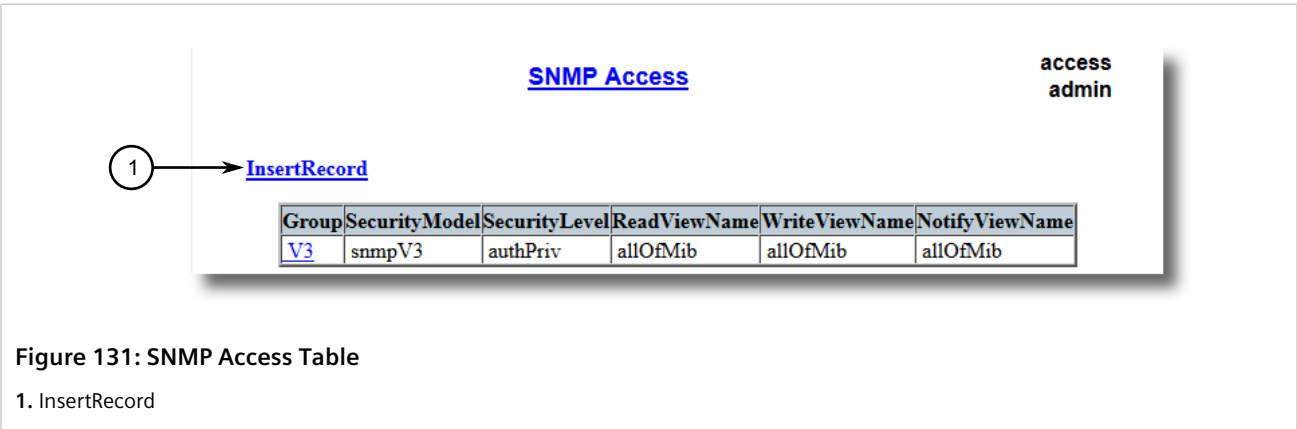 SNMP Access
access
admin
1
InsertRecord
Group SecurityModel SecurityLevel ReadViewName WriteViewName NotifyViewName
V3 snmpV3 authPriv allOfMib allOfMib allOfMib
Figure 131: SNMP Access Table
1. InsertRecord